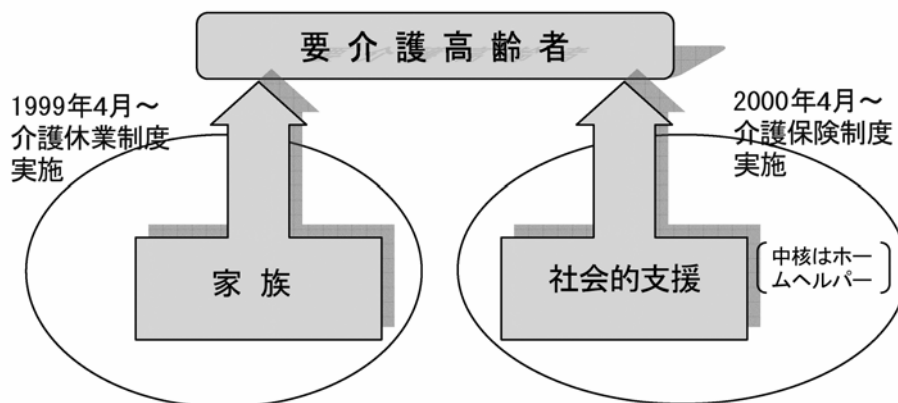 要介護高齢者
1999年4月～
介護休業制度
実施
2000年4月～
介護保険制度
実施
家族
社会的支援
中核はホー
ムヘルパー